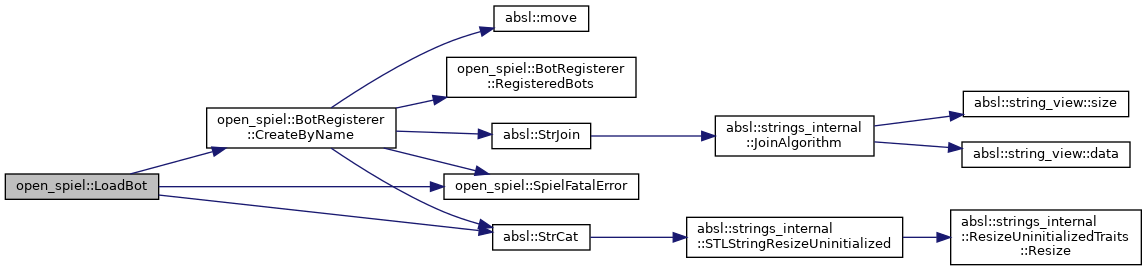 open_spiel::LoadBot
open_spiel::BotRegisterer
::CreateByName
absl::move
open_spiel::BotRegisterer
::RegisteredBots
absl::StrJoin
open_spiel::SpielFatalError
absl::StrCat
absl::strings_internal
::JoinAlgorithm
absl::strings_internal
::STLStringResizeUninitialized
absl::string_view::size
absl::string_view::data
absl::strings_internal
::ResizeUninitializedTraits
::Resize